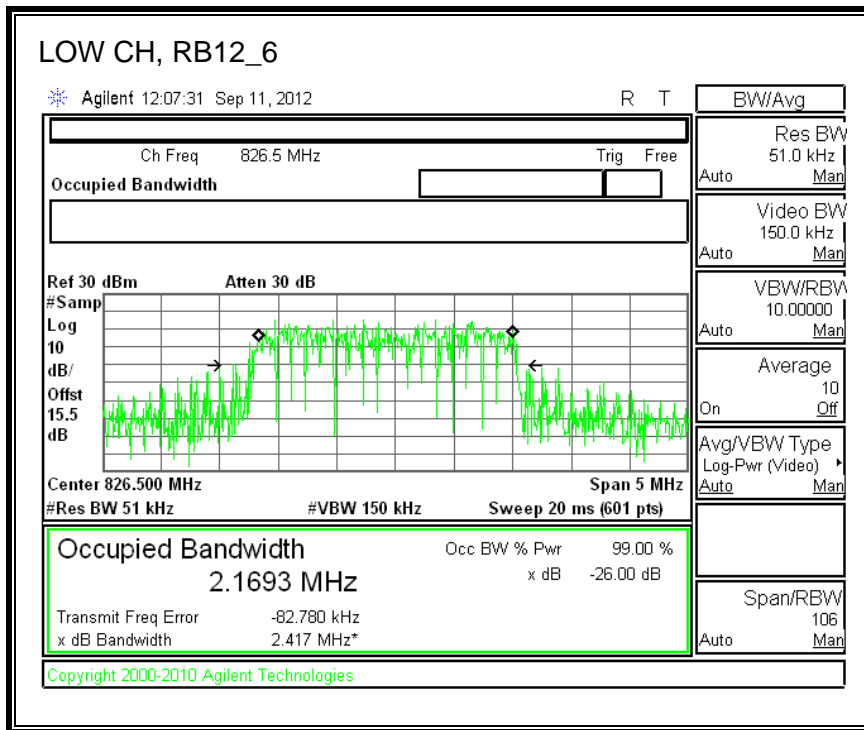 LOW CH, RB12_6
Agilent 12:07:31 Sep 11, 2012 R T
BW/Avg
Ch Freq 826.5 MHz Trig Free
Occupied Bandwidth
Res BW
51.0 kHz
Auto Man
Video BW
150.0 kHz
Auto Man
VBW/RBW
10.00000
Auto Man
Average
10
On Off
Avg/VBW Type
Log-Pwr (Video)
Auto Man
Span/RBW
106
Auto Man
Ref 30 dBm Atten 30 dB
#Samp
Log
10
dB/
Offst
15.5
dB
Center 826.500 MHz Span 5 MHz
#Res BW 51 kHz #VBW 150 kHz Sweep 20 ms (601 pts)
Occupied Bandwidth Occ BW % Pwr 99.00 %
2.1693 MHz x dB -26.00 dB
Transmit Freq Error -82.780 kHz
x dB Bandwidth 2.417 MHz*
Copyright 2000-2010 Agilent Technologies